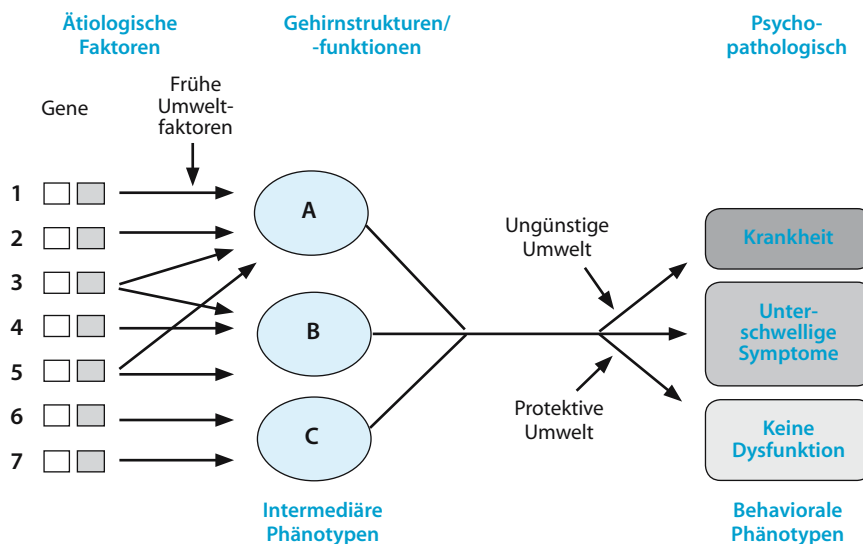 Ätiologische
Faktoren
Gehirnstrukturen/
-funktionen
Psycho-
pathologisch
Gene
Frühe
Umwelt-
faktoren
1
2
3
4
5
6
7
A
B
C
Ungünstige
Umwelt
Protektive
Umwelt
Krankheit
Unter-
schwellige
Symptome
Keine
Dysfunktion
Intermediäre
Phänotypen
Behaviorale
Phänotypen